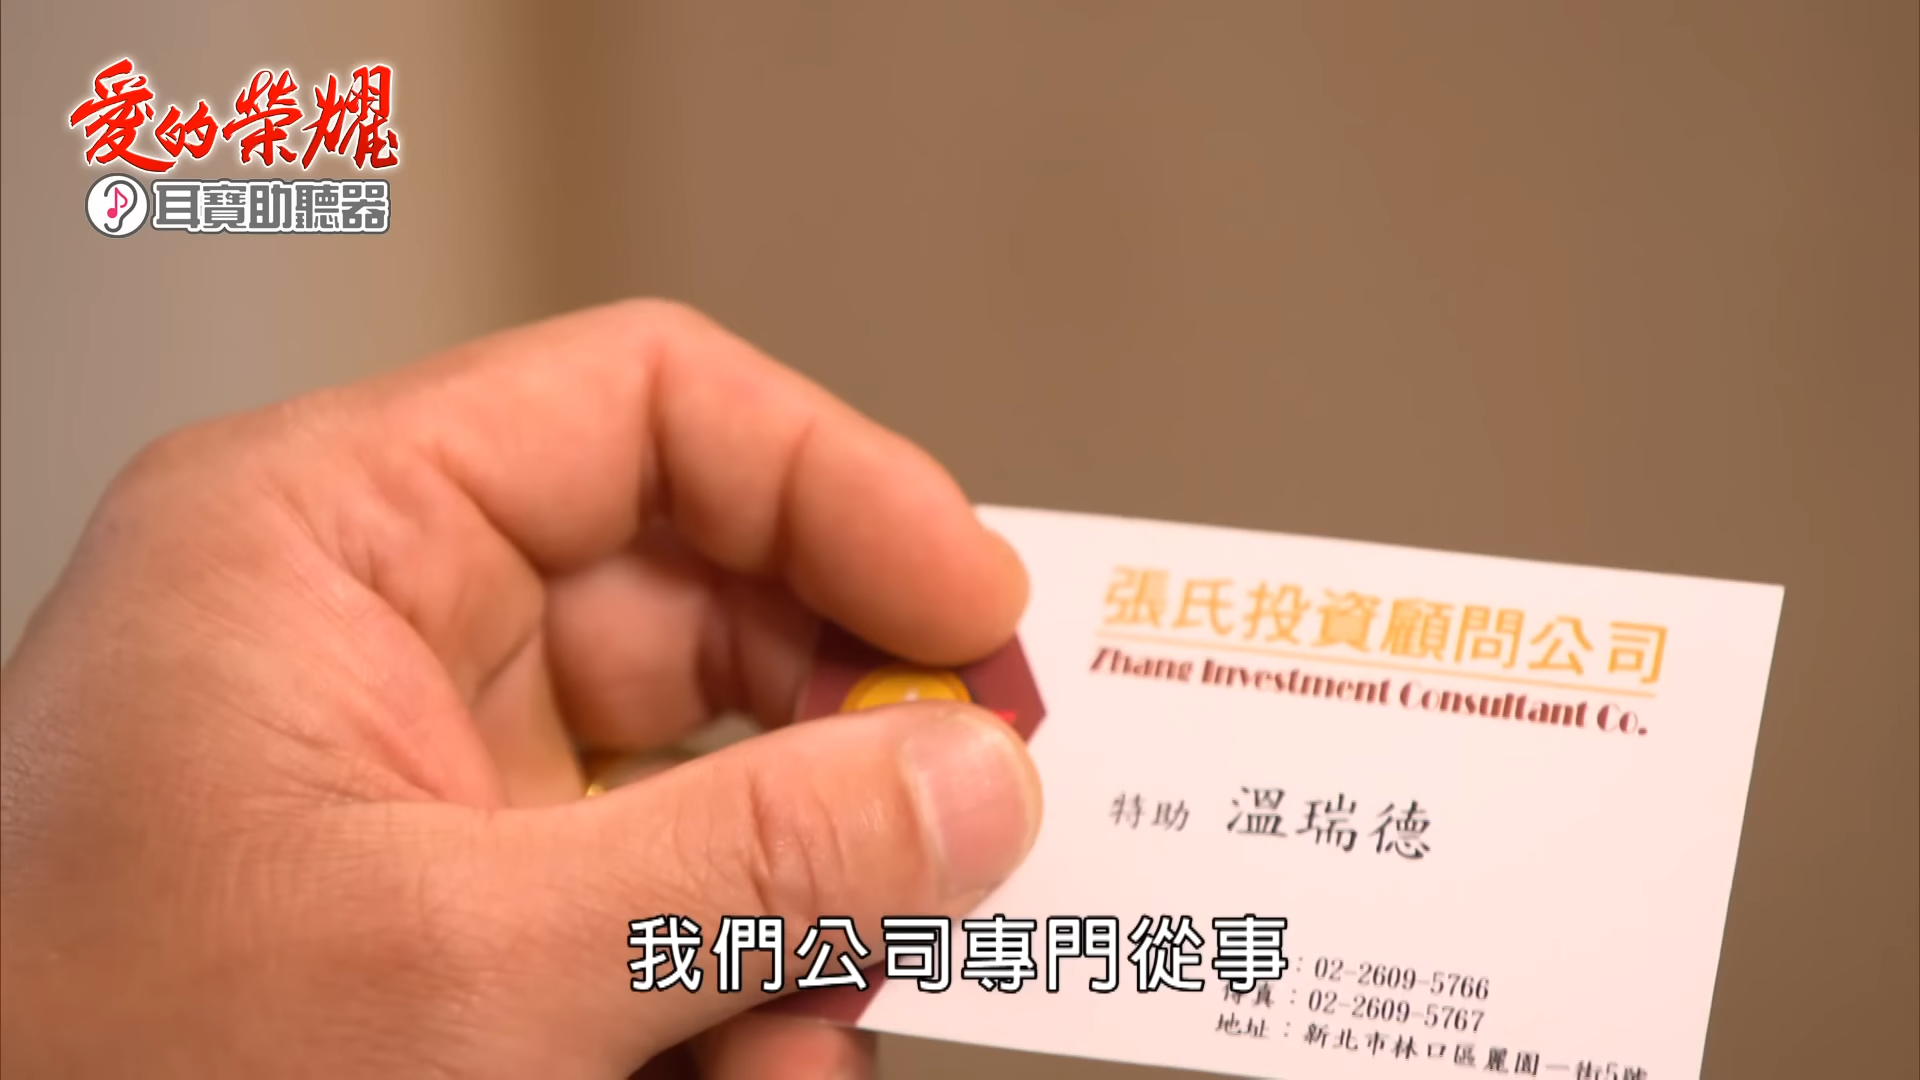 愛的榮耀
耳寶助聽器
張氏投資顧問公司
Zhang Investment Consultant Co.
特助 溫瑞德
我們公司專門從事
: 02-2609-5766
傳真：02-2609-5767
地址：新北市林口區麗園一街5號